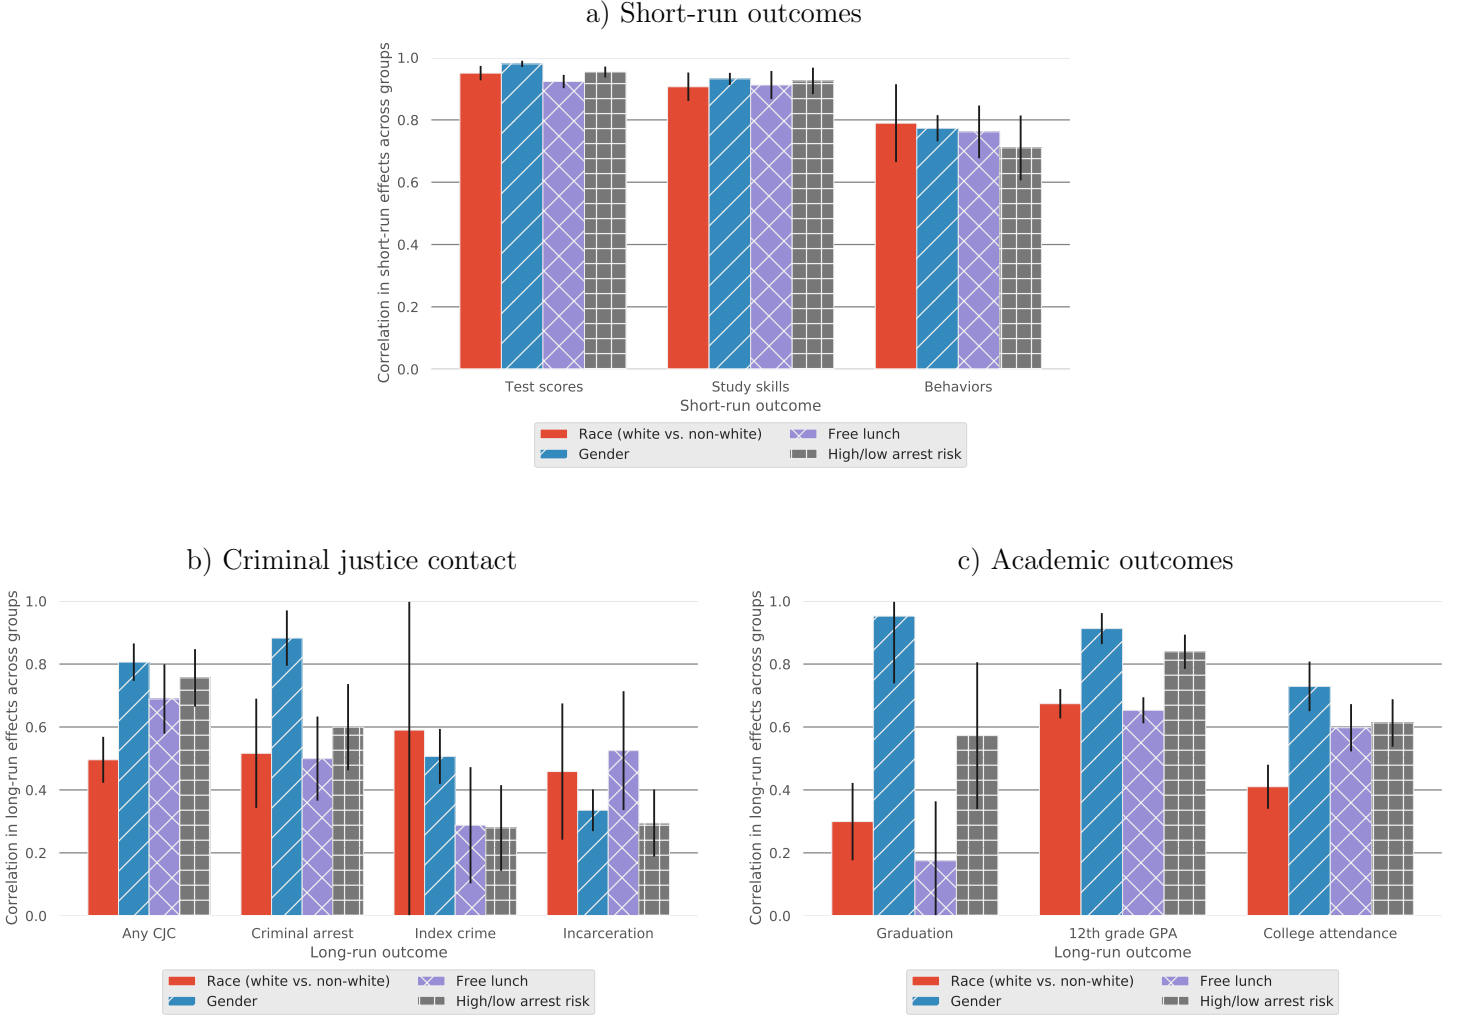 a) Short-run outcomes
Correlation in short-run effects across groups
1.0
0.8
0.6
0.4
0.2
0.0
Test scores
Study skills
Behaviors
Short-run outcome
Race (white vs. non-white)
Gender
Free lunch
High/low arrest risk
b) Criminal justice contact
Correlation in long-run effects across groups
1.0
0.8
0.6
0.4
0.2
0.0
Any CJC
Criminal arrest
Index crime
Incarceration
Long-run outcome
Race (white vs. non-white)
Gender
Free lunch
High/low arrest risk
c) Academic outcomes
Correlation in long-run effects across groups
1.0
0.8
0.6
0.4
0.2
0.0
Graduation
12th grade GPA
College attendance
Long-run outcome
Race (white vs. non-white)
Gender
Free lunch
High/low arrest risk